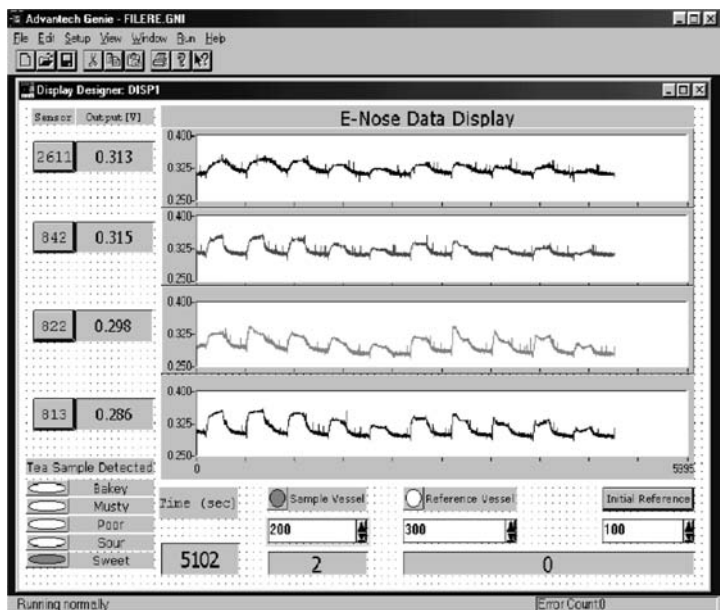 Advantech Genie - FILERE.GNI
File Edit Setup View Window Run Help
Display Designer: DISP1
Sensor Output [V]
E-Nose Data Display
0.400
2611 0.313
0.325
0.250
0.400
842 0.315
0.325
0.250
0.400
822 0.298
0.325
0.250
0.400
813 0.286
0.325
0.250
0 5995
Tea Sample Detected
Bakey
Musty
Poor
Sour
Sweet
Time (sec)
5102
Sample Vessel
200
2
Reference Vessel
300
0
Initial Reference
100
Running normally
Error Count:0